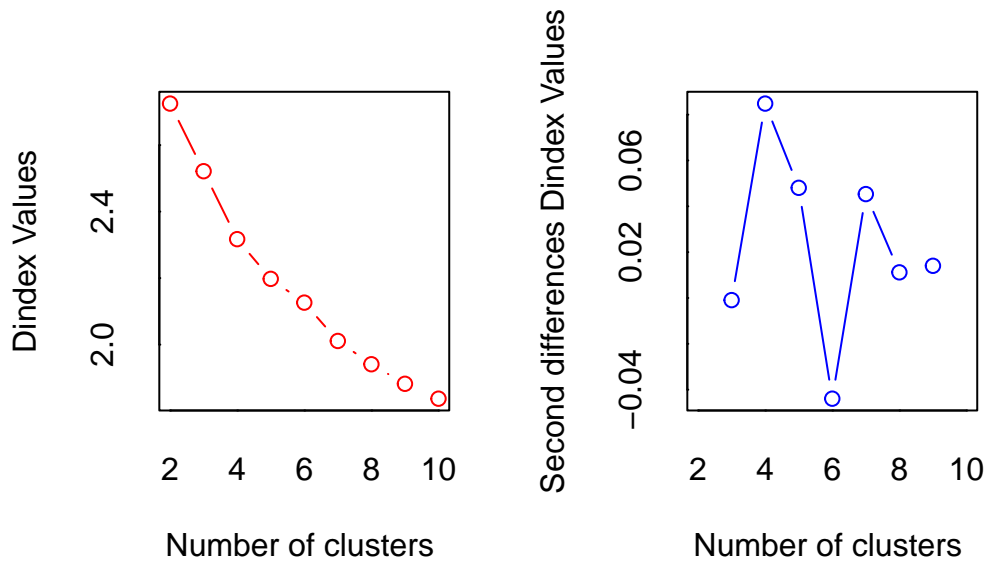 Dindex Values
2.4
2.0
2 4 6 8 10
Number of clusters
Second differences Dindex Values
0.06
0.02
−0.04
2 4 6 8 10
Number of clusters